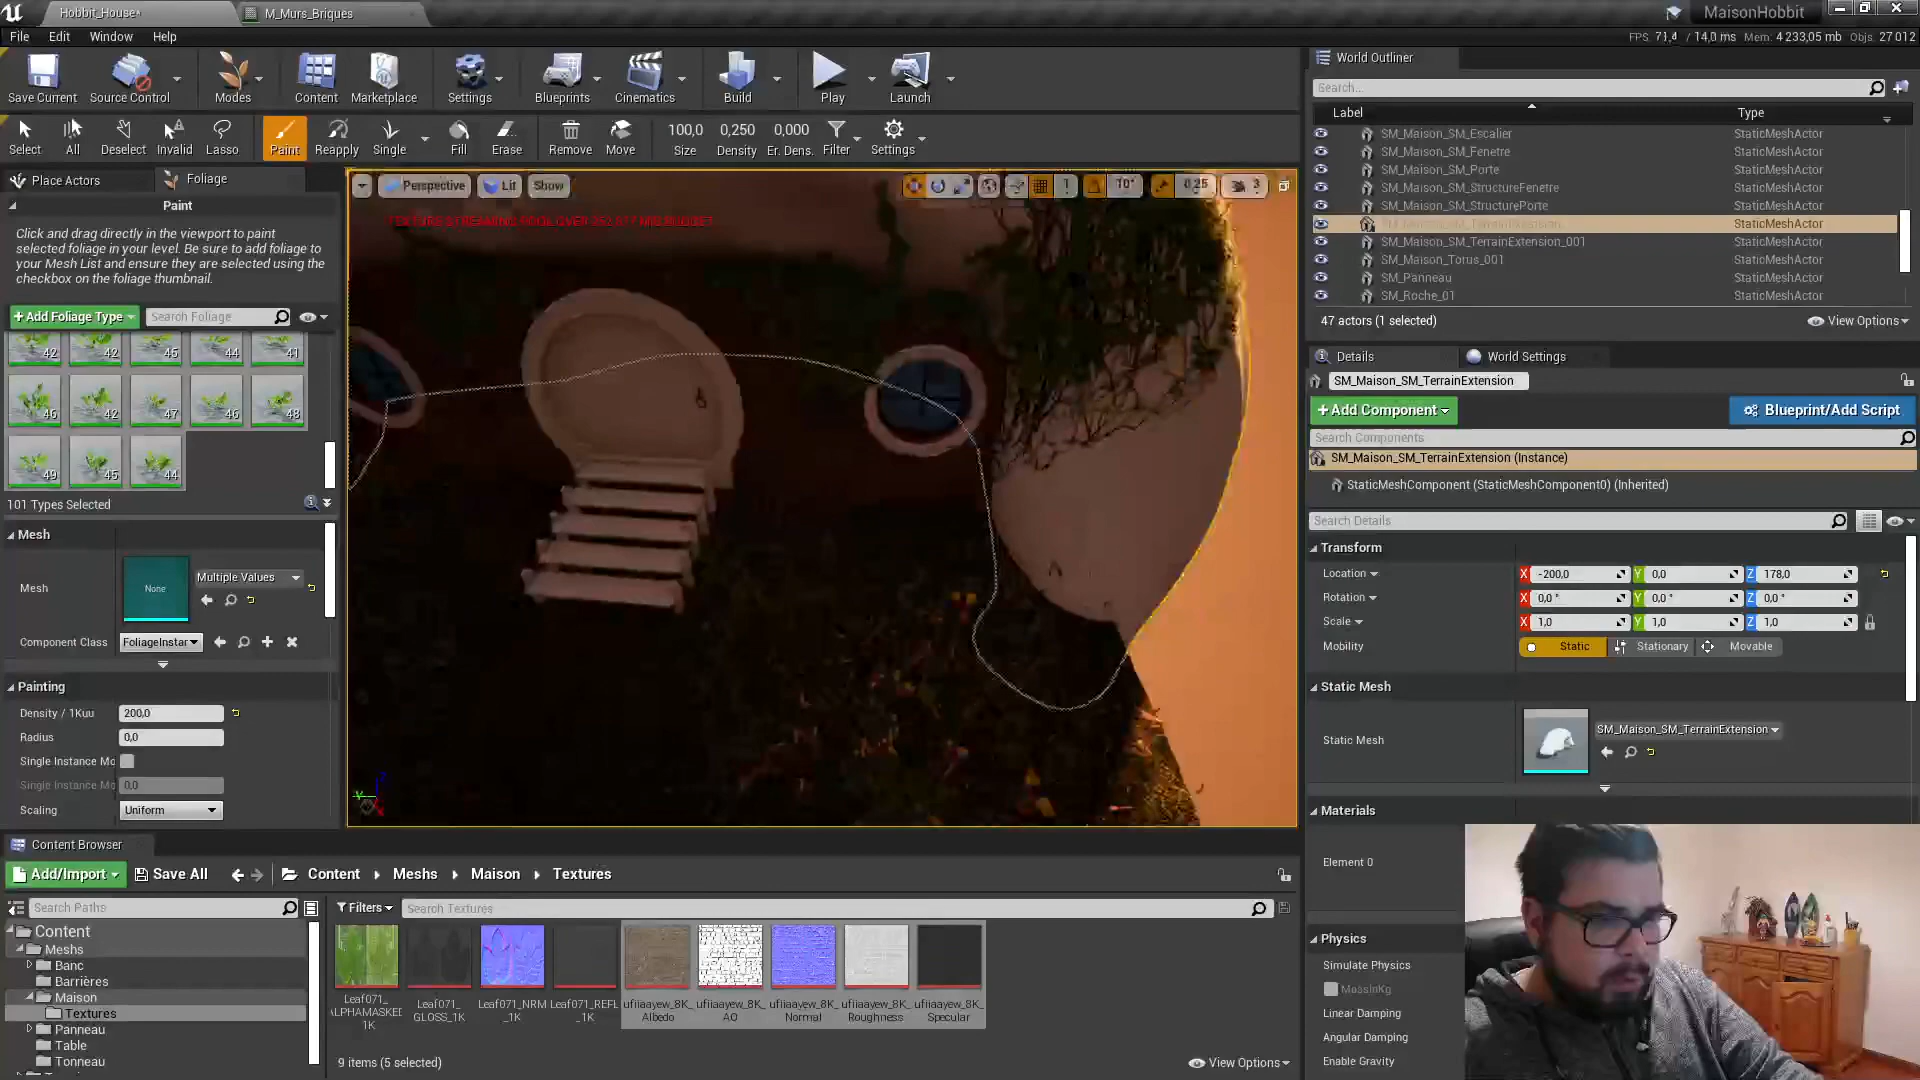 Hobbit_House*
M_Murs_Briques
MaisonHobbit
File Edit Window Help
FPS: 71,4 / 14,0 ms Mem: 4 233,05 mb Objs: 27 012
Save Current Source Control Modes Content Marketplace Settings Blueprints Cinematics Build Play Launch
Select All Deselect Invalid Lasso Paint Reapply Single Fill Erase Remove Move 100,0 Size 0,250 Density 0,000 Er. Dens. Filter Settings
Place Actors Foliage
Paint
Click and drag directly in the viewport to paint
selected foliage in your level. Be sure to add foliage to
your Mesh List and ensure they are selected using the
checkbox on the foliage thumbnail.
+Add Foliage Type Search Foliage
42 42 45 44 41
46 42 47 46 48
49 45 44
101 Types Selected
Mesh
Mesh None Multiple Values
Component Class FoliageInstar
Painting
Density / 1Kuu 200,0
Radius 0,0
Single Instance Mo
Single Instance Mo 0.0
Scaling Uniform
Perspective Lit Show
1 10° 0,25 3
World Outliner
Search...
Label Type
SM_Maison_SM_Escalier StaticMeshActor
SM_Maison_SM_Fenetre StaticMeshActor
SM_Maison_SM_Porte StaticMeshActor
SM_Maison_SM_StructureFenetre StaticMeshActor
SM_Maison_SM_StructurePorte StaticMeshActor
SM_Maison_SM_TerrainExtension StaticMeshActor
SM_Maison_SM_TerrainExtension_001 StaticMeshActor
SM_Maison_Torus_001 StaticMeshActor
SM_Panneau StaticMeshActor
SM_Roche_01 StaticMeshActor
47 actors (1 selected) View Options
Details World Settings
SM_Maison_SM_TerrainExtension
+Add Component Blueprint/Add Script
Search Components
SM_Maison_SM_TerrainExtension (Instance)
StaticMeshComponent (StaticMeshComponent0) (Inherited)
Search Details
Transform
Location X -200,0 Y 0,0 Z 178,0
Rotation X 0,0 ° Y 0,0 ° Z 0,0 °
Scale X 1,0 Y 1,0 Z 1,0
Mobility Static Stationary Movable
Static Mesh
Static Mesh SM_Maison_SM_TerrainExtension
Materials
Element 0
Physics
Simulate Physics
MassInKg
Linear Damping
Angular Damping
Enable Gravity
Content Browser
Add/Import Save All Content Meshs Maison Textures
Search Paths Filters Search Textures
Content
Meshs
Banc
Barrières
Maison
Textures
Panneau
Table
Tonneau
Leaf071_
ALPHAMASKED
1K
Leaf071_
GLOSS_1K
Leaf071_NRM
_1K
Leaf071_REFL
_1K
ufiiaayew_8K_
Albedo
ufiiaayew_8K_
AO
ufiiaayew_8K_
Normal
ufiiaayew_8K_
Roughness
ufiiaayew_8K_
Specular
9 items (5 selected) View Options